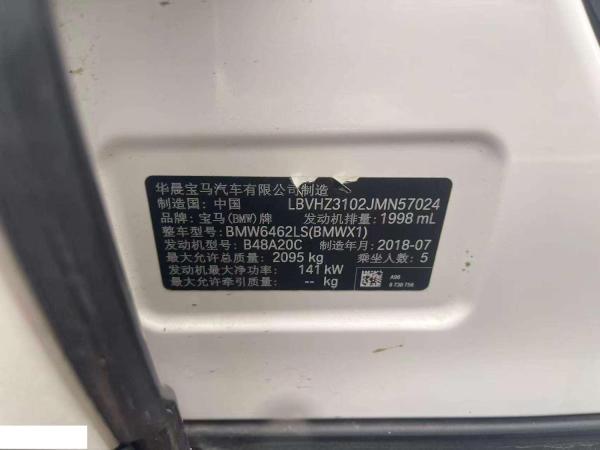 华晨宝马汽车有限公司制造
制造国: 中国 LBVHZ3102JMN57024
品牌: 宝马(BMW)牌 发动机排量: 1998 mL
整车型号: BMW6462LS(BMWX1)
发动机型号: B48A20C 制造年月: 2018-07
最大允许总质量: 2095 kg 乘坐人数: 5
发动机最大净功率: 141 kW
最大允许牵引质量: -- kg
A96
8 738 756